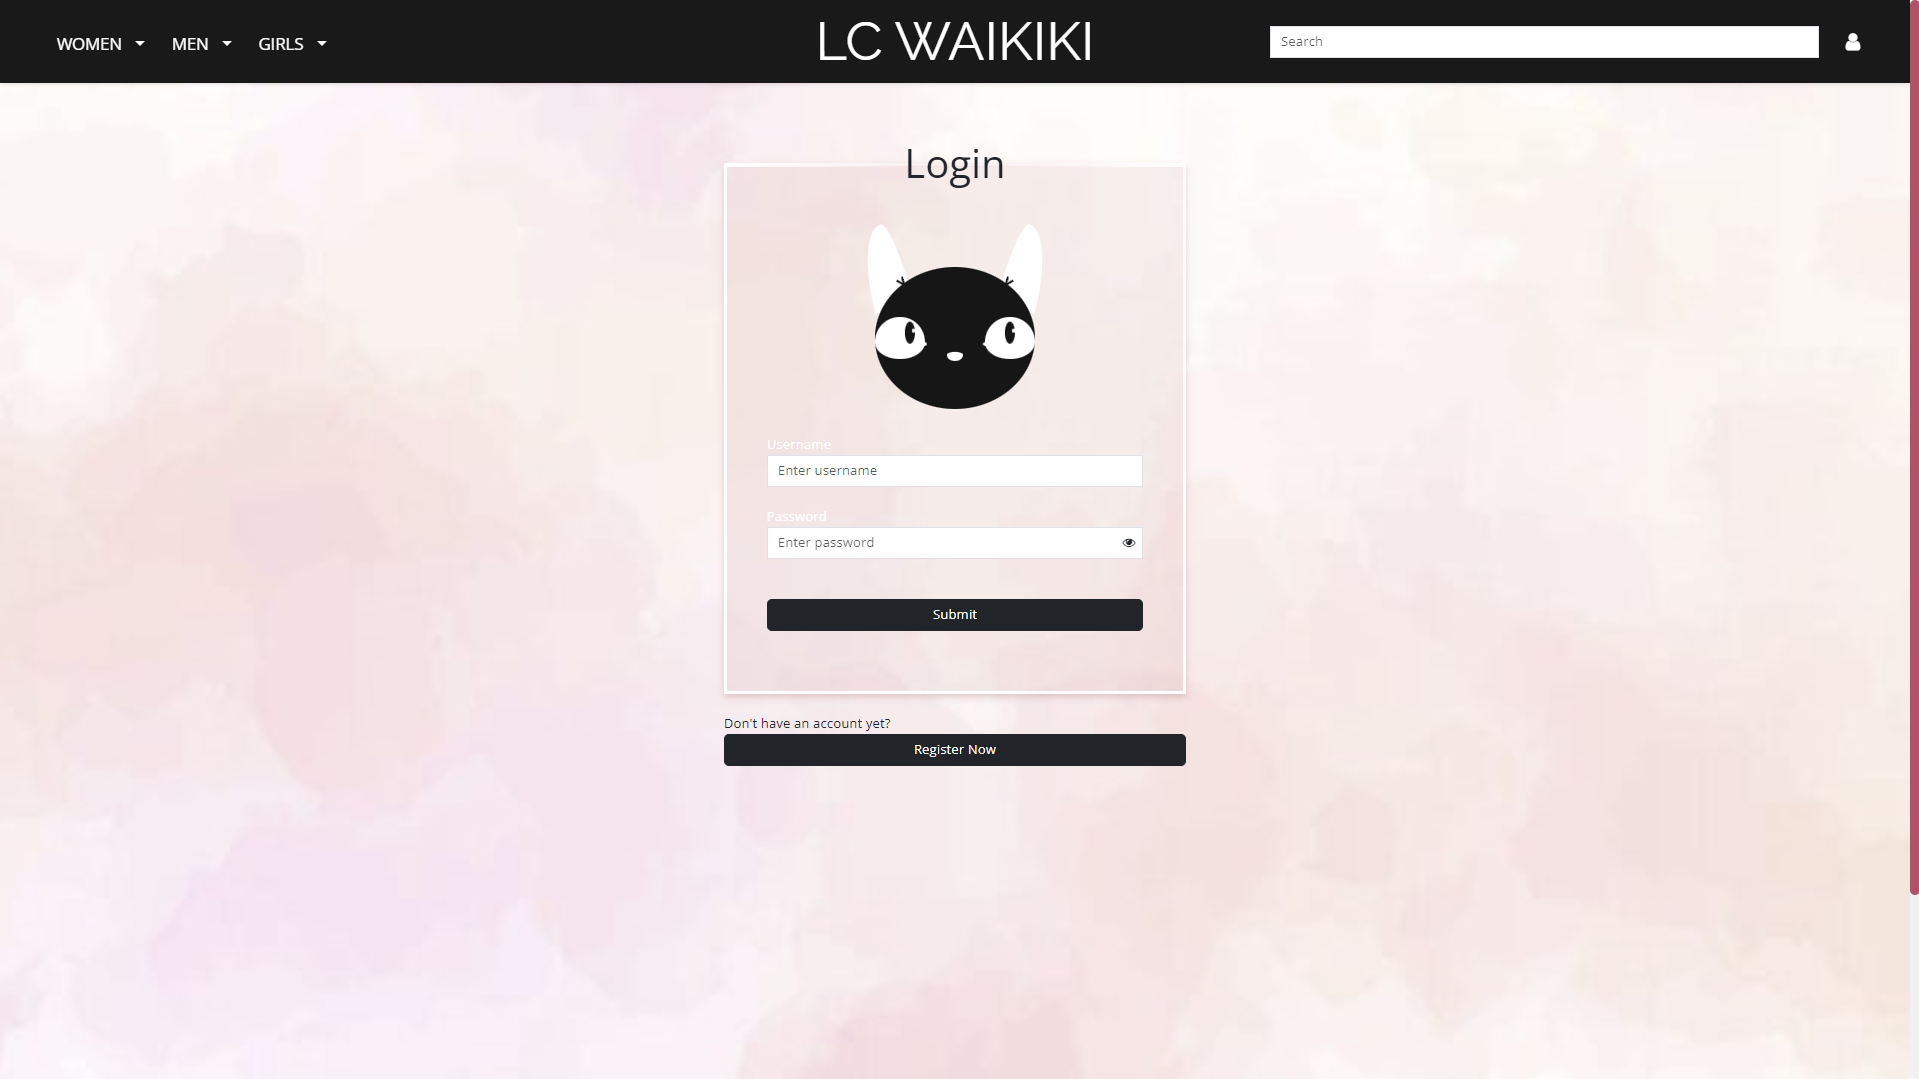 WOMEN MEN GIRLS LC WAIKIKI Search
Login
Username
Enter username
Password
Enter password
Submit
Don't have an account yet?
Register Now